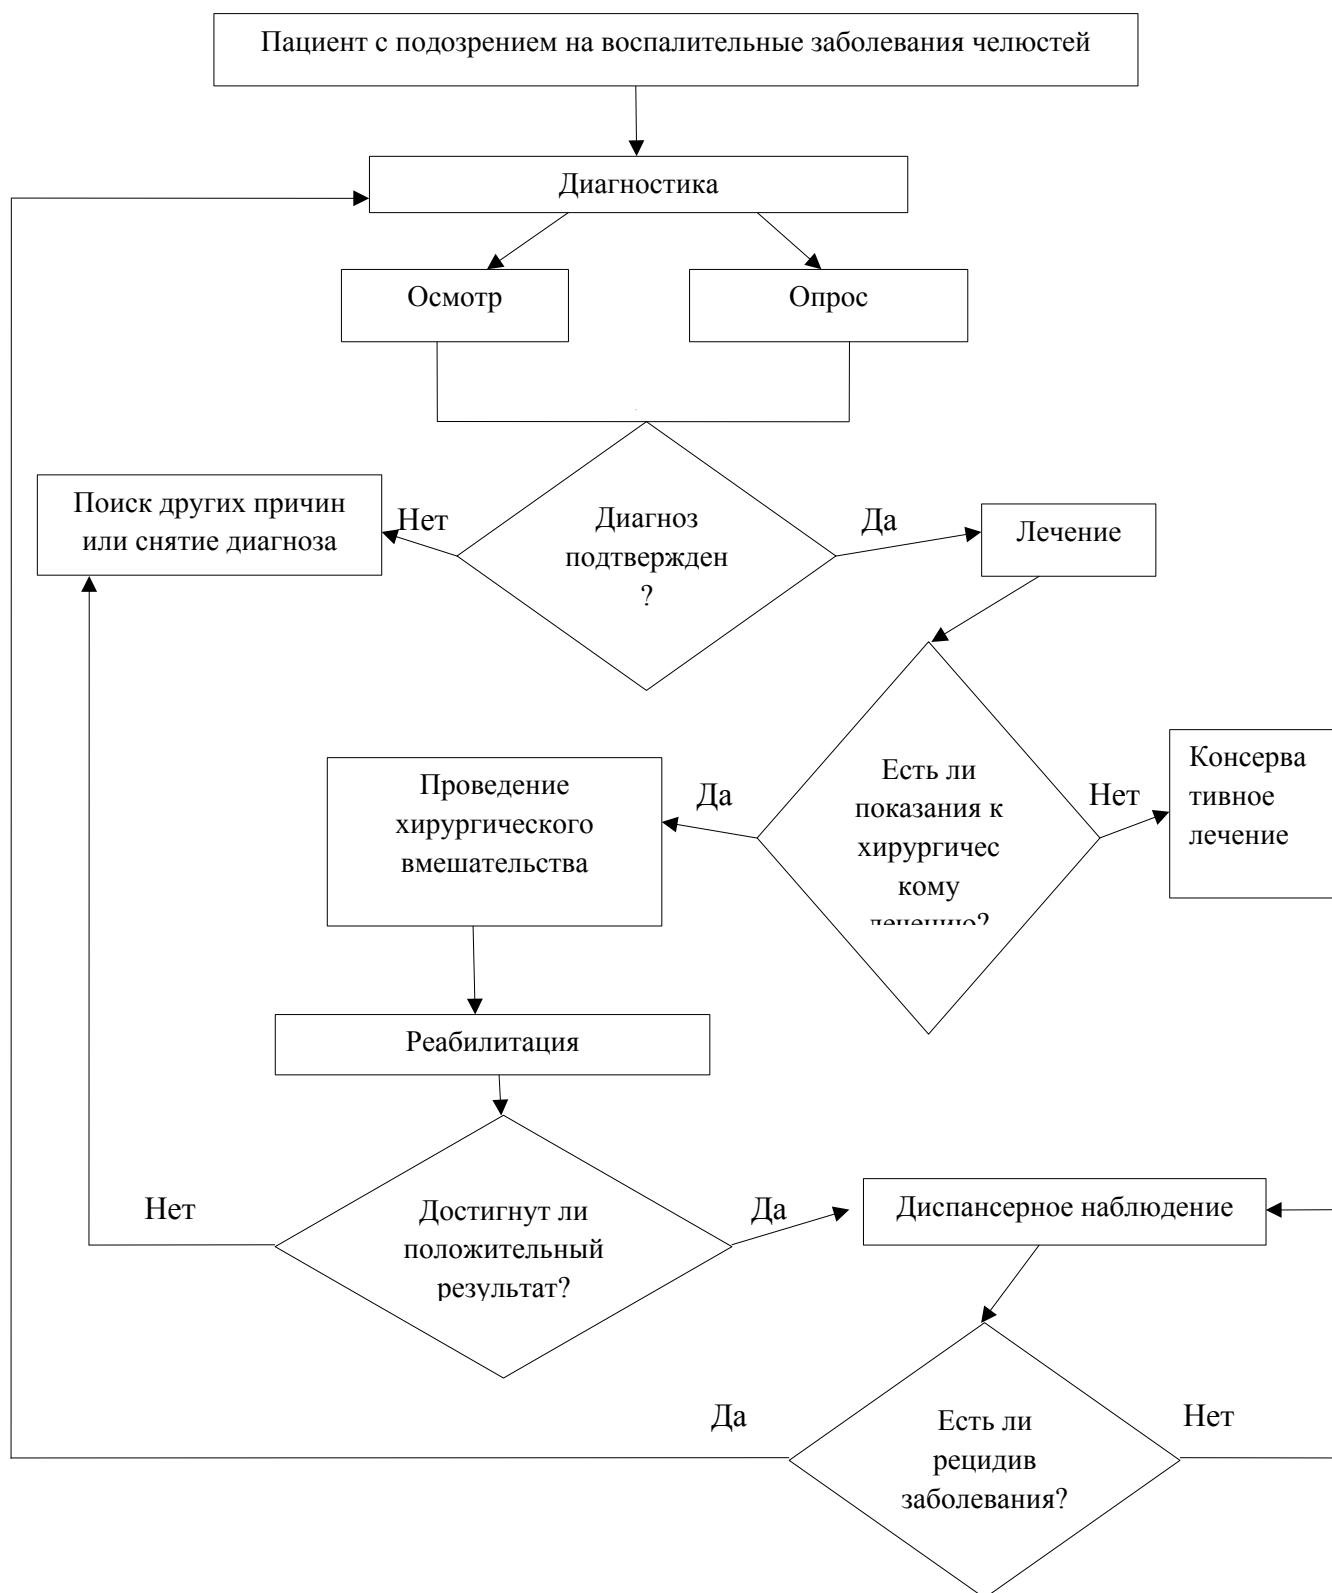 Пациент с подозрением на воспалительные заболевания челюстей
Диагностика
Осмотр
Опрос
Поиск других причин
или снятие диагноза
Нет
Диагноз
подтвержден
?
Да
Лечение
Проведение
хирургического
вмешательства
Да
Есть ли
показания к
хирургичес
кому
лечению?
Нет
Консерва
тивное
лечение
Реабилитация
Нет
Достигнут ли
положительный
результат?
Да
Диспансерное наблюдение
Да
Есть ли
рецидив
заболевания?
Нет